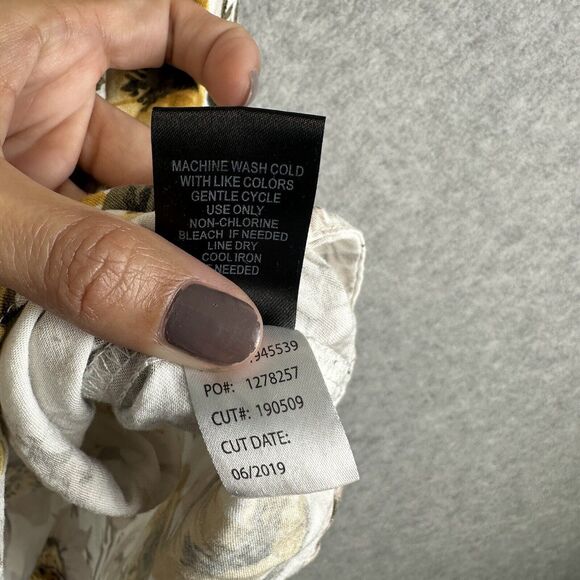 MACHINE WASH COLD
WITH LIKE COLORS
GENTLE CYCLE
USE ONLY
NON-CHLORINE
BLEACH IF NEEDED
LINE DRY
COOL IRON
NEEDED
945539
PO#: 1278257
CUT#: 190509
CUT DATE:
06/2019